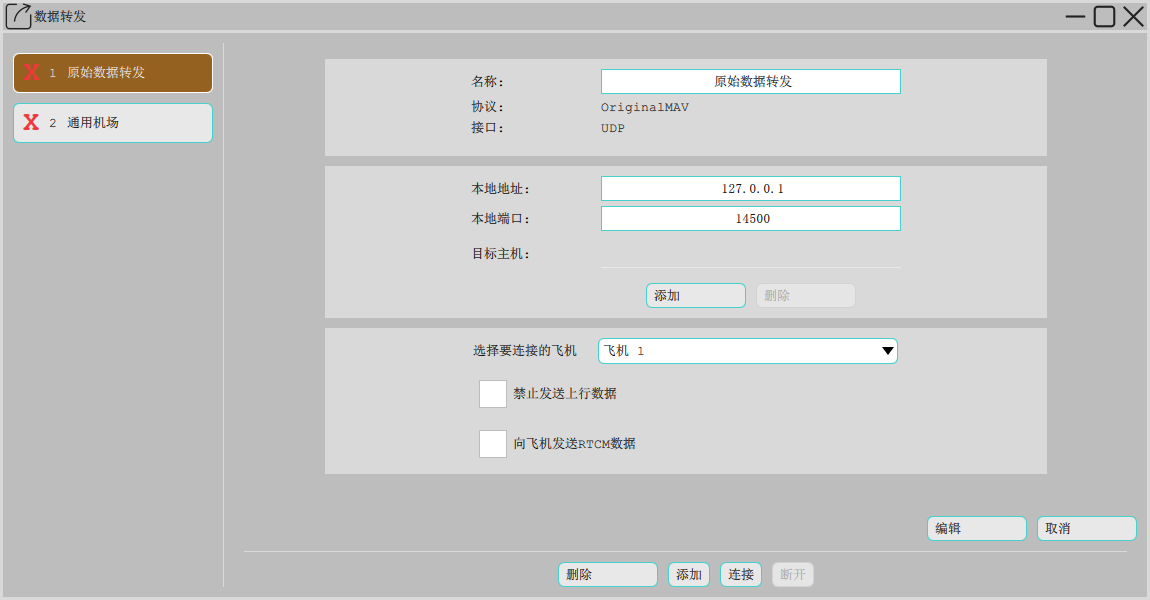 数据转发
X 1 原始数据转发
X 2 通用机场
名称: 原始数据转发
协议: OriginalMAV
接口: UDP
本地地址: 127.0.0.1
本地端口: 14500
目标主机:
添加 删除
选择要连接的飞机 飞机 1
禁止发送上行数据
向飞机发送RTCM数据
编辑 取消
删除 添加 连接 断开